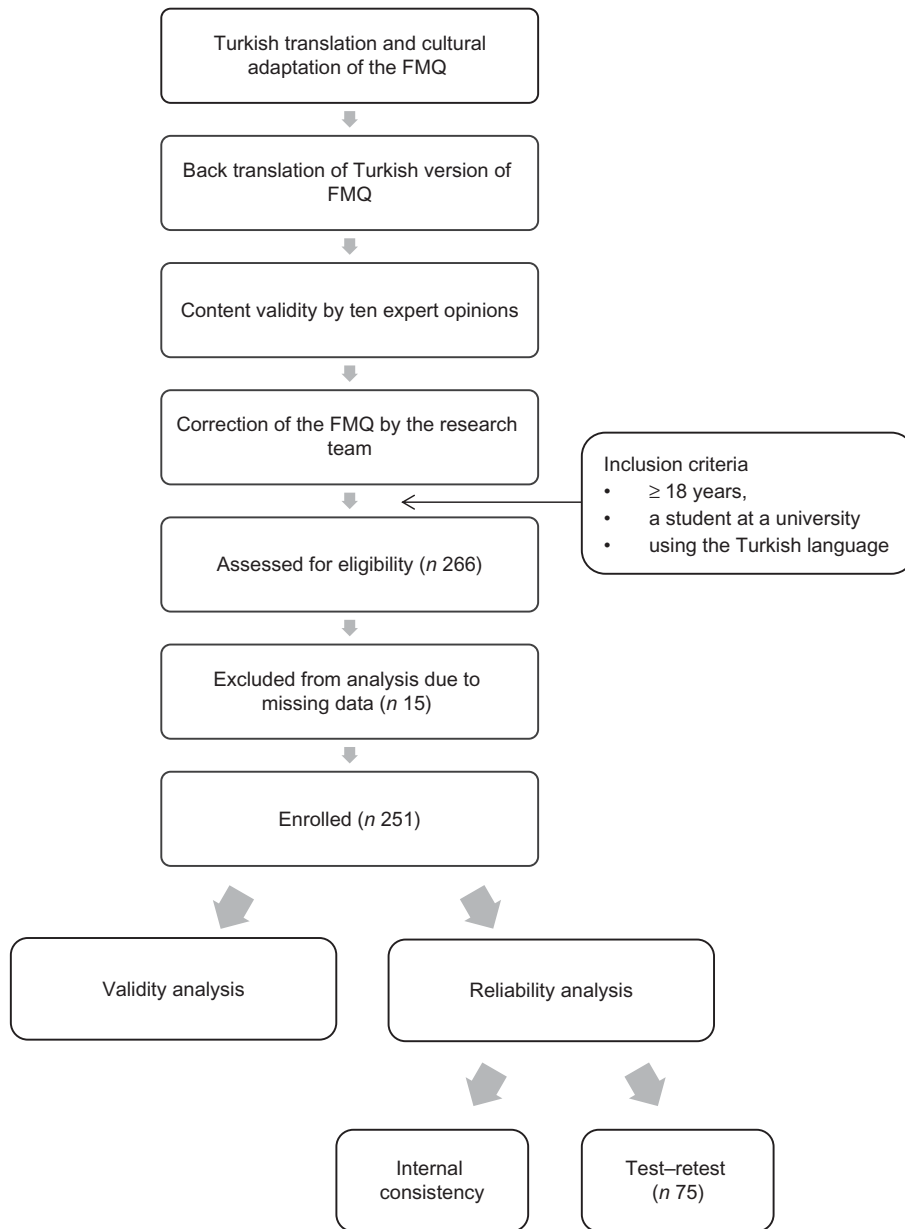 Turkish translation and cultural
adaptation of the FMQ
Back translation of Turkish version of
FMQ
Content validity by ten expert opinions
Correction of the FMQ by the research
team
Inclusion criteria
• ≥ 18 years,
• a student at a university
• using the Turkish language
Assessed for eligibility (n 266)
Excluded from analysis due to
missing data (n 15)
Enrolled (n 251)
Validity analysis
Reliability analysis
Internal
consistency
Test–retest
(n 75)